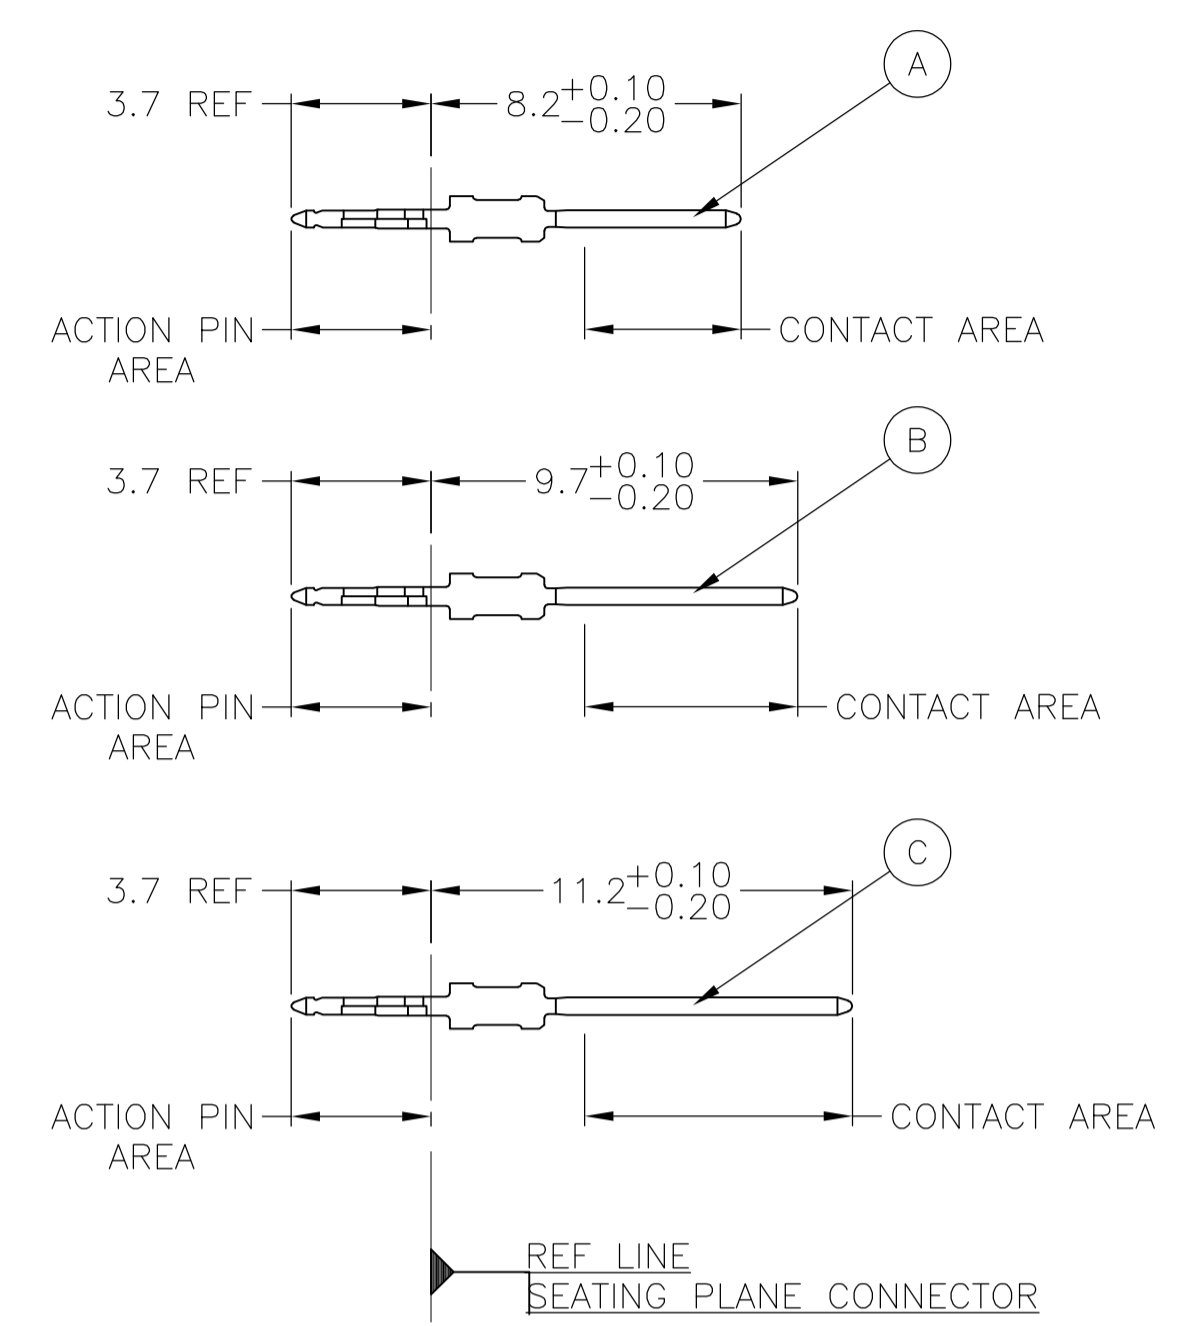 A
3.7 REF
8.2 +0.10 -0.20
ACTION PIN
AREA
CONTACT AREA
B
3.7 REF
9.7 +0.10 -0.20
ACTION PIN
AREA
CONTACT AREA
C
3.7 REF
11.2 +0.10 -0.20
ACTION PIN
AREA
CONTACT AREA
REF LINE
SEATING PLANE CONNECTOR